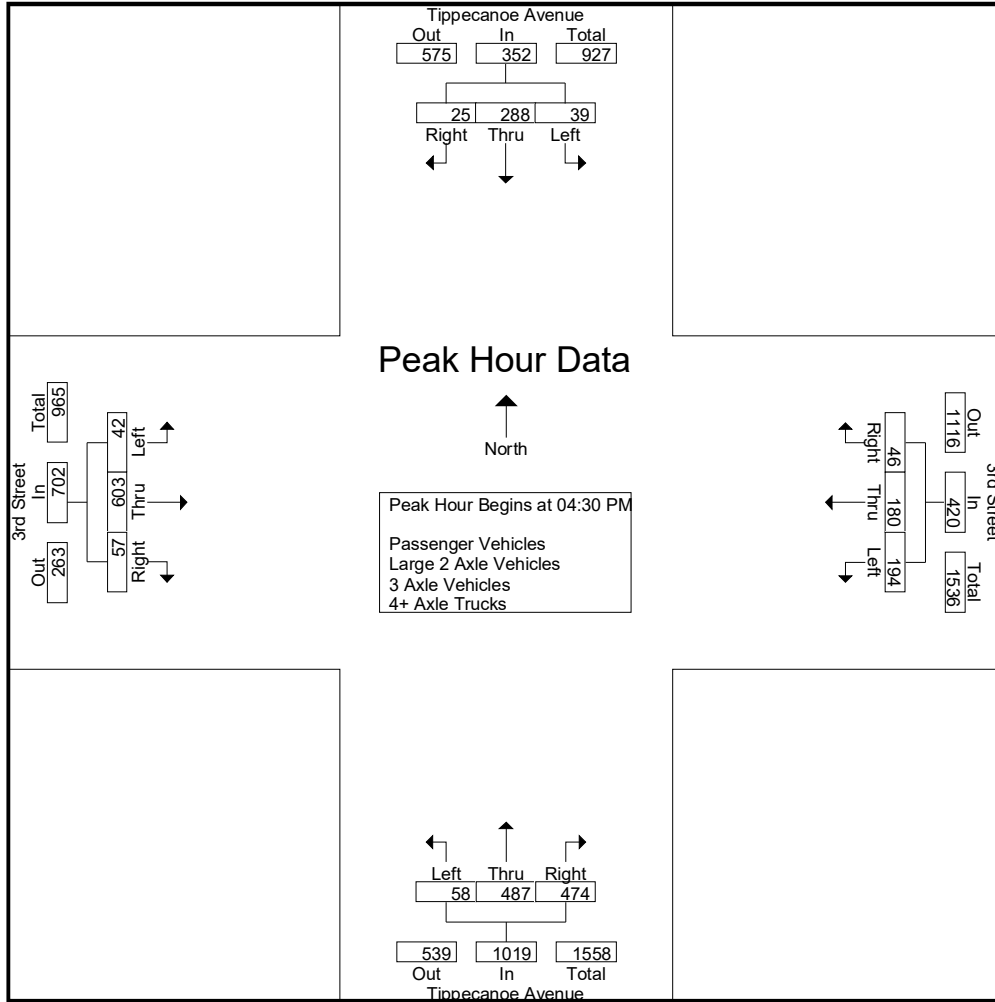 Tippecanoe Avenue
Out In Total
575 352 927
25 288 39
Right Thru Left
Peak Hour Data
North
Peak Hour Begins at 04:30 PM
Passenger Vehicles
Large 2 Axle Vehicles
3 Axle Vehicles
4+ Axle Trucks
3rd Street
Out In Total
263 702 965
Right Thru Left
57 603 42
3rd Street
Out In Total
1116 420 1536
46 180 194
Right Thru Left
Left Thru Right
58 487 474
539 1019 1558
Out In Total
Tippecanoe Avenue